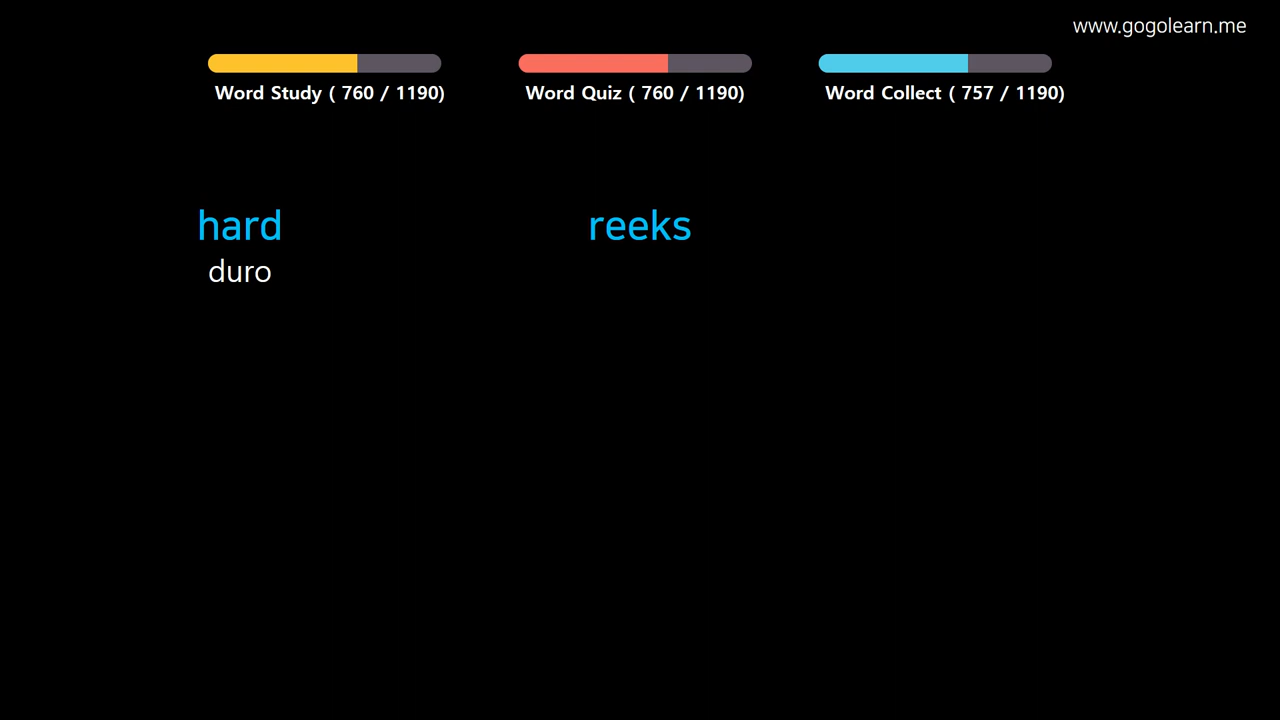 www.gogolearn.me
Word Study ( 760 / 1190)
Word Quiz ( 760 / 1190)
Word Collect ( 757 / 1190)
hard
duro
reeks